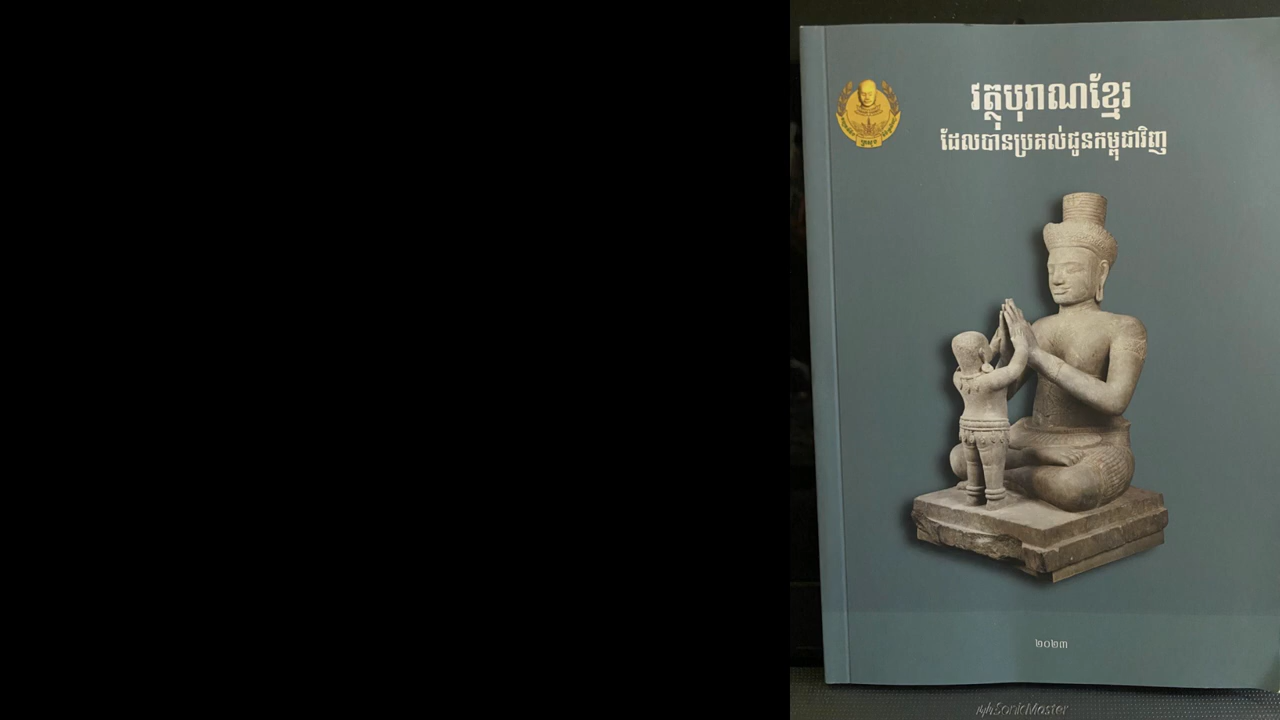 វត្ថុបុរាណខ្មែរ
ដែលបានប្រគល់ជូនកម្ពុជាវិញ
២០២៣
SonicMaster